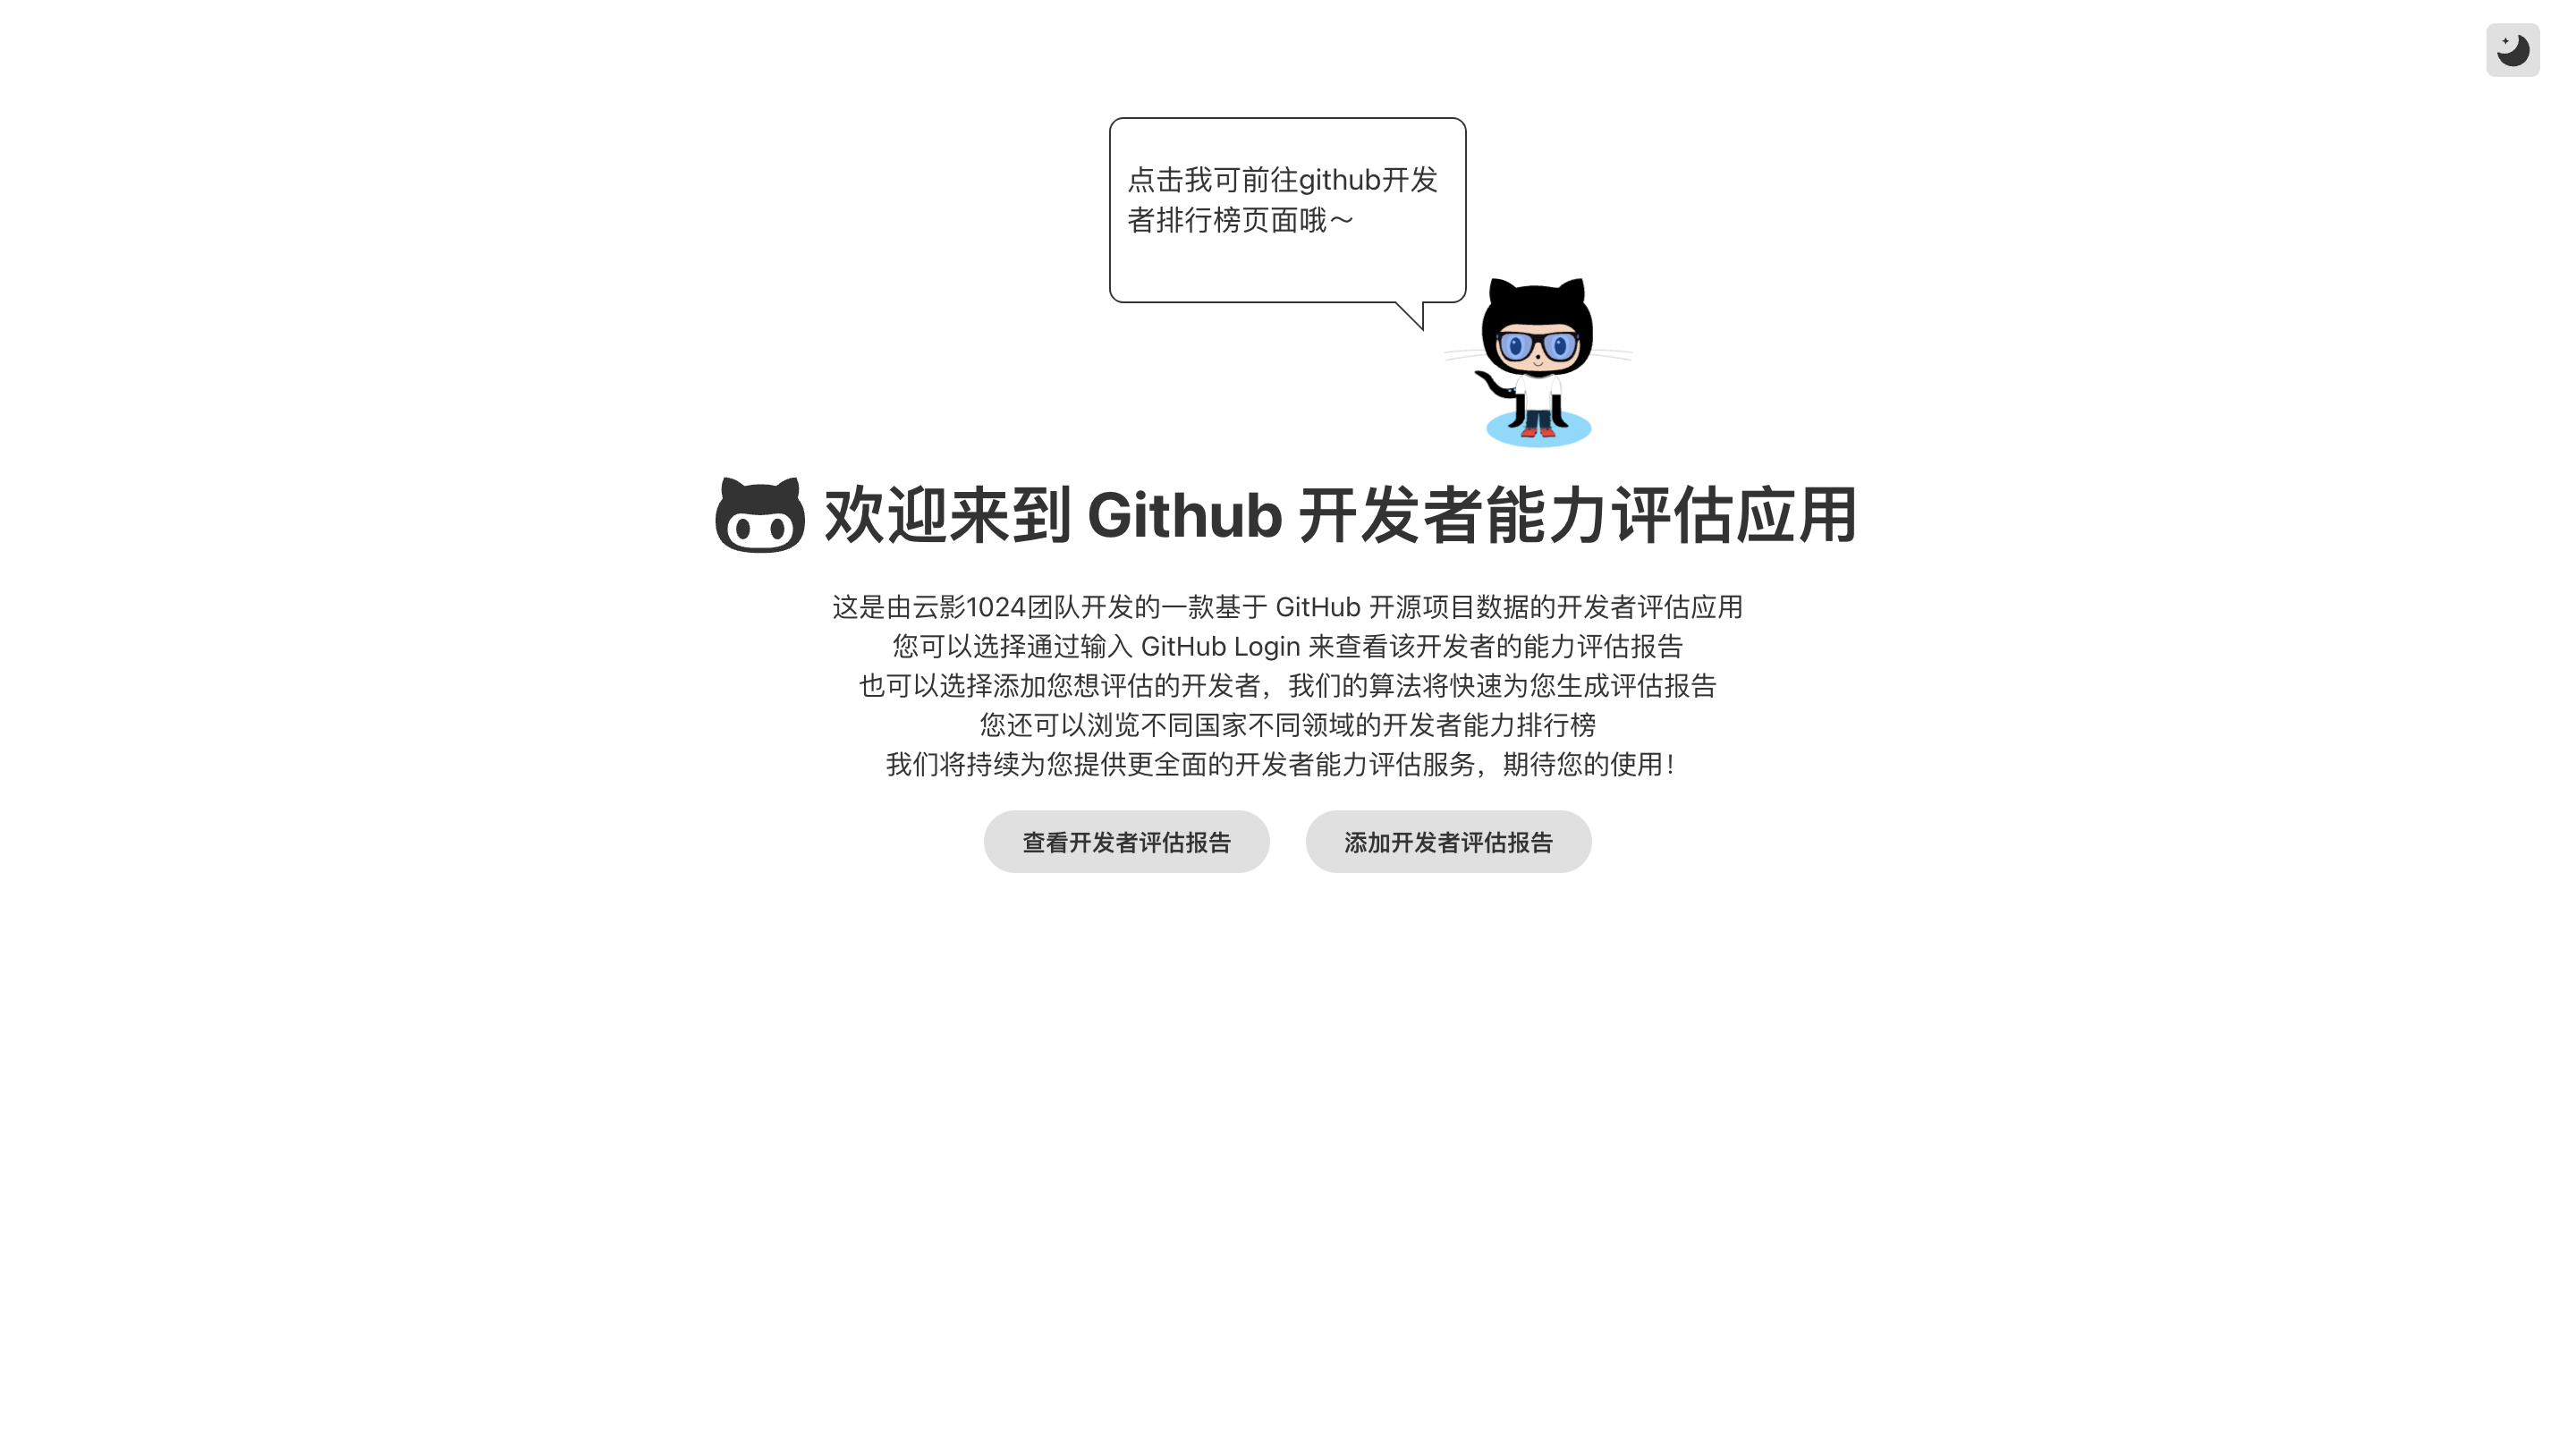 点击我可前往github开发
者排行榜页面哦～
欢迎来到 Github 开发者能力评估应用
这是由云影1024团队开发的一款基于 GitHub 开源项目数据的开发者评估应用
您可以选择通过输入 GitHub Login 来查看该开发者的能力评估报告
也可以选择添加您想评估的开发者，我们的算法将快速为您生成评估报告
您还可以浏览不同国家不同领域的开发者能力排行榜
我们将持续为您提供更全面的开发者能力评估服务，期待您的使用！
查看开发者评估报告
添加开发者评估报告